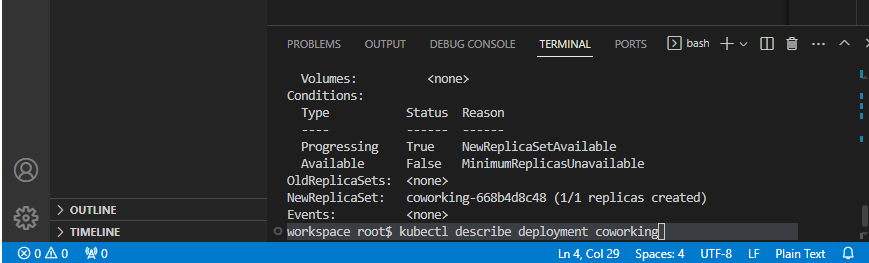 PROBLEMS OUTPUT DEBUG CONSOLE TERMINAL PORTS bash
Volumes: <none>
Conditions:
Type Status Reason
---- ------ ------
Progressing True NewReplicaSetAvailable
Available False MinimumReplicasUnavailable
OldReplicaSets: <none>
NewReplicaSet: coworking-668b4d8c48 (1/1 replicas created)
Events: <none>
workspace root$ kubectl describe deployment coworking
OUTLINE
TIMELINE
0 0 0 Ln 4, Col 29 Spaces: 4 UTF-8 LF Plain Text